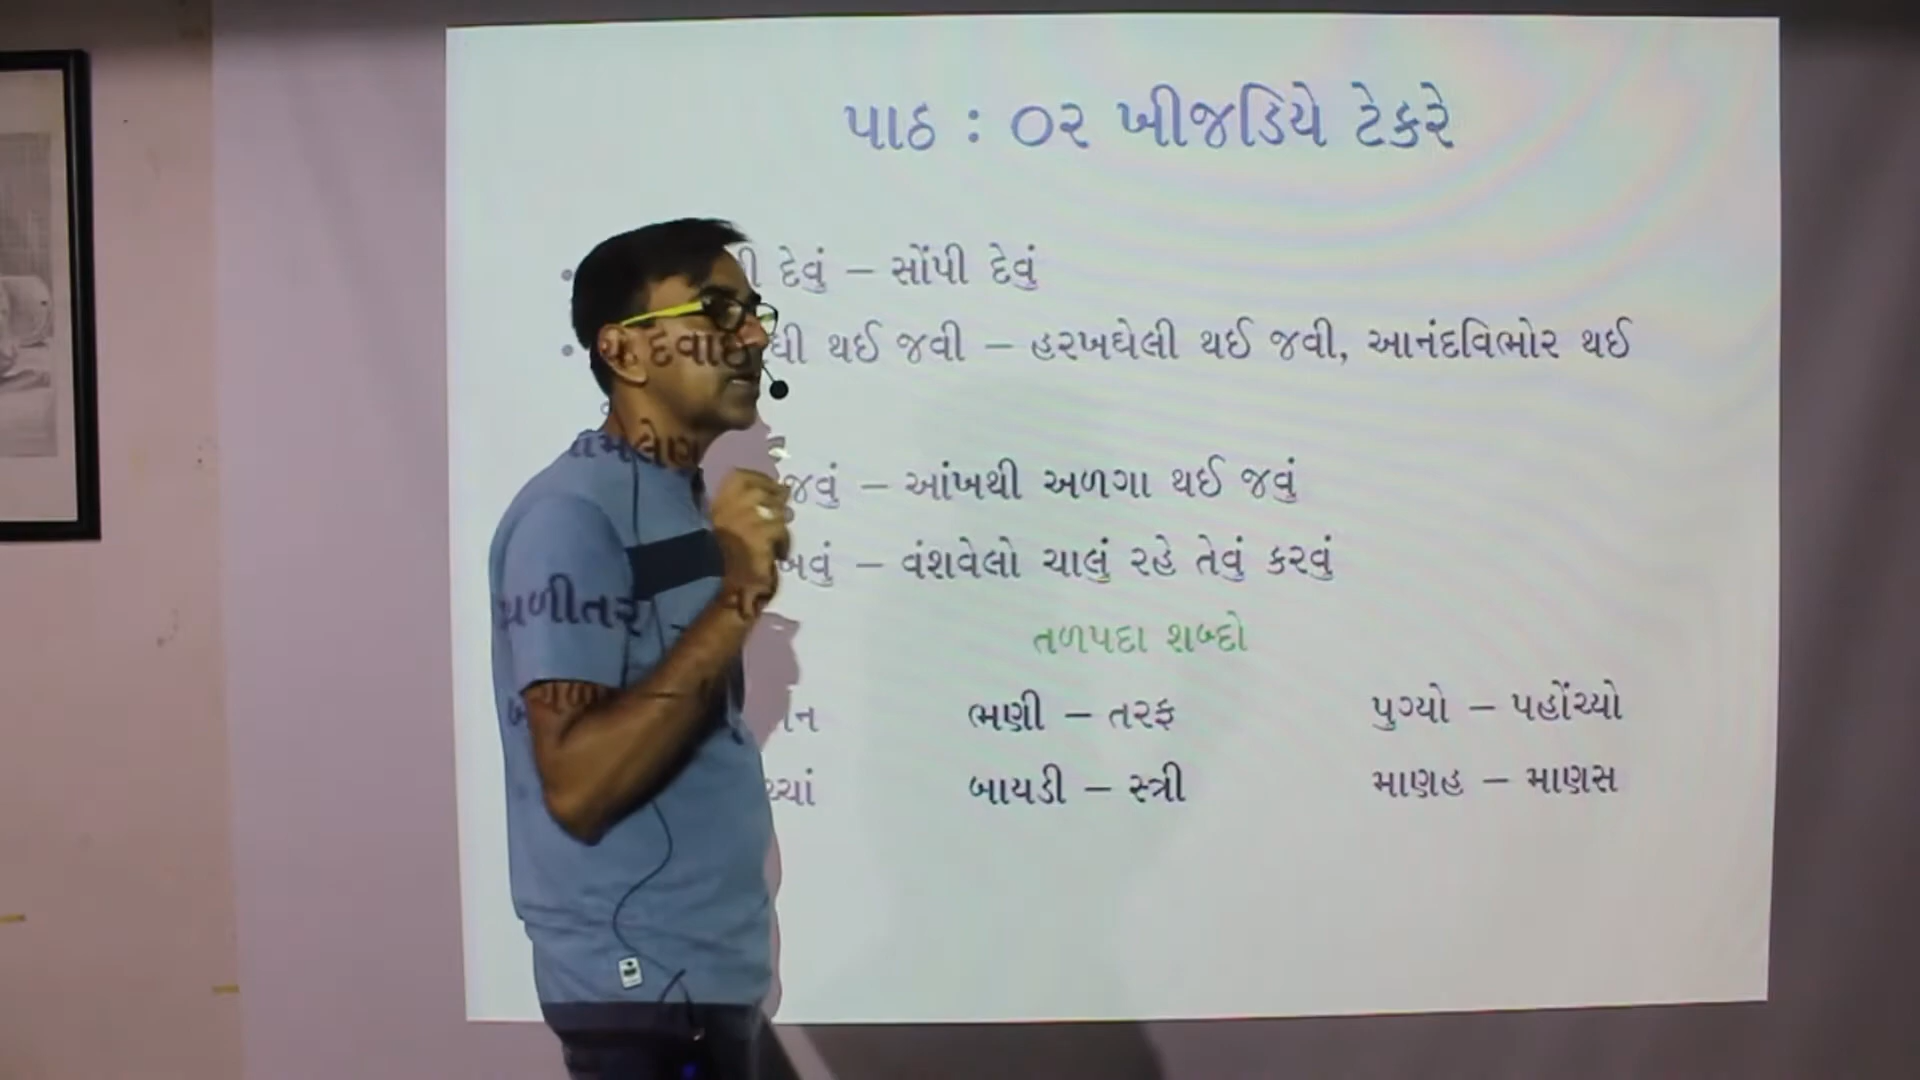 પાઠ : ૦૨ ખીજડિયે ટેકરે
દેવું – સોંપી દેવું
થઈ જવી – હરખઘેલી થઈ જવી, આનંદવિભોર થઈ
જવું – આંખથી અળગા થઈ જવું
– વંશવેલો ચાલું રહે તેવું કરવું
તળપદા શબ્દો
ભણી – તરફ પુગ્યો – પહોંચ્યો
બાયડી – સ્ત્રી માણહ – માણસ